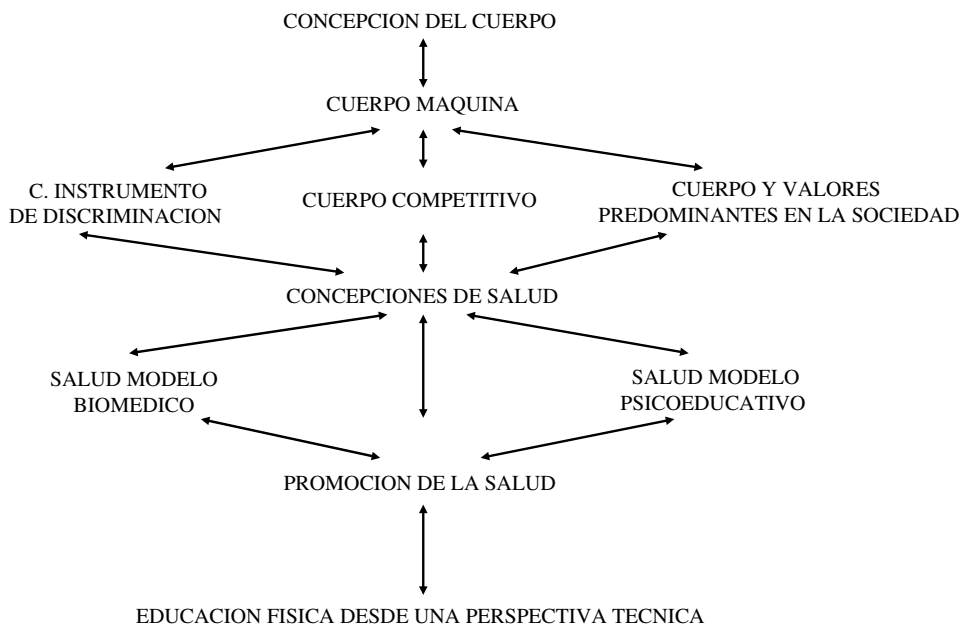 CONCEPCION DEL CUERPO
CUERPO MAQUINA
C. INSTRUMENTO
DE DISCRIMINACION
CUERPO COMPETITIVO
CUERPO Y VALORES
PREDOMINANTES EN LA SOCIEDAD
CONCEPCIONES DE SALUD
SALUD MODELO
BIOMEDICO
SALUD MODELO
PSICOEDUCATIVO
PROMOCION DE LA SALUD
EDUCACION FISICA DESDE UNA PERSPECTIVA TECNICA